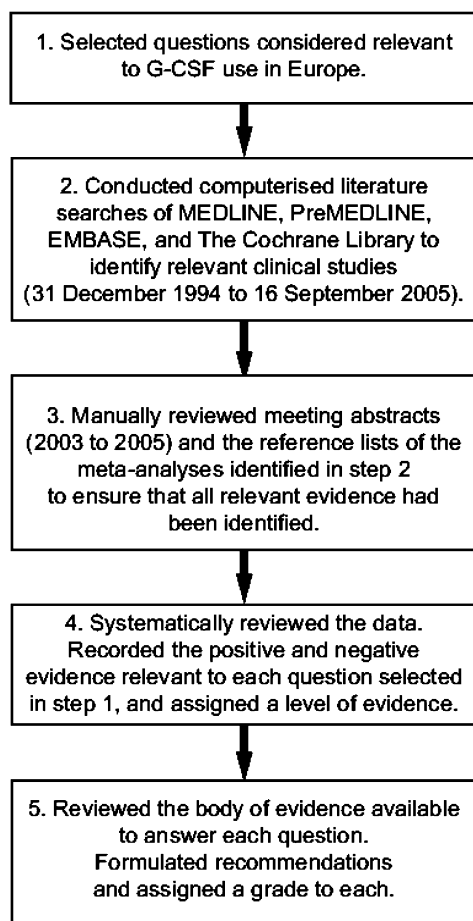 1. Selected questions considered relevant
to G-CSF use in Europe.
2. Conducted computerised literature
searches of MEDLINE, PreMEDLINE,
EMBASE, and The Cochrane Library to
identify relevant clinical studies
(31 December 1994 to 16 September 2005).
3. Manually reviewed meeting abstracts
(2003 to 2005) and the reference lists of the
meta-analyses identified in step 2
to ensure that all relevant evidence had
been identified.
4. Systematically reviewed the data.
Recorded the positive and negative
evidence relevant to each question selected
in step 1, and assigned a level of evidence.
5. Reviewed the body of evidence available
to answer each question.
Formulated recommendations
and assigned a grade to each.